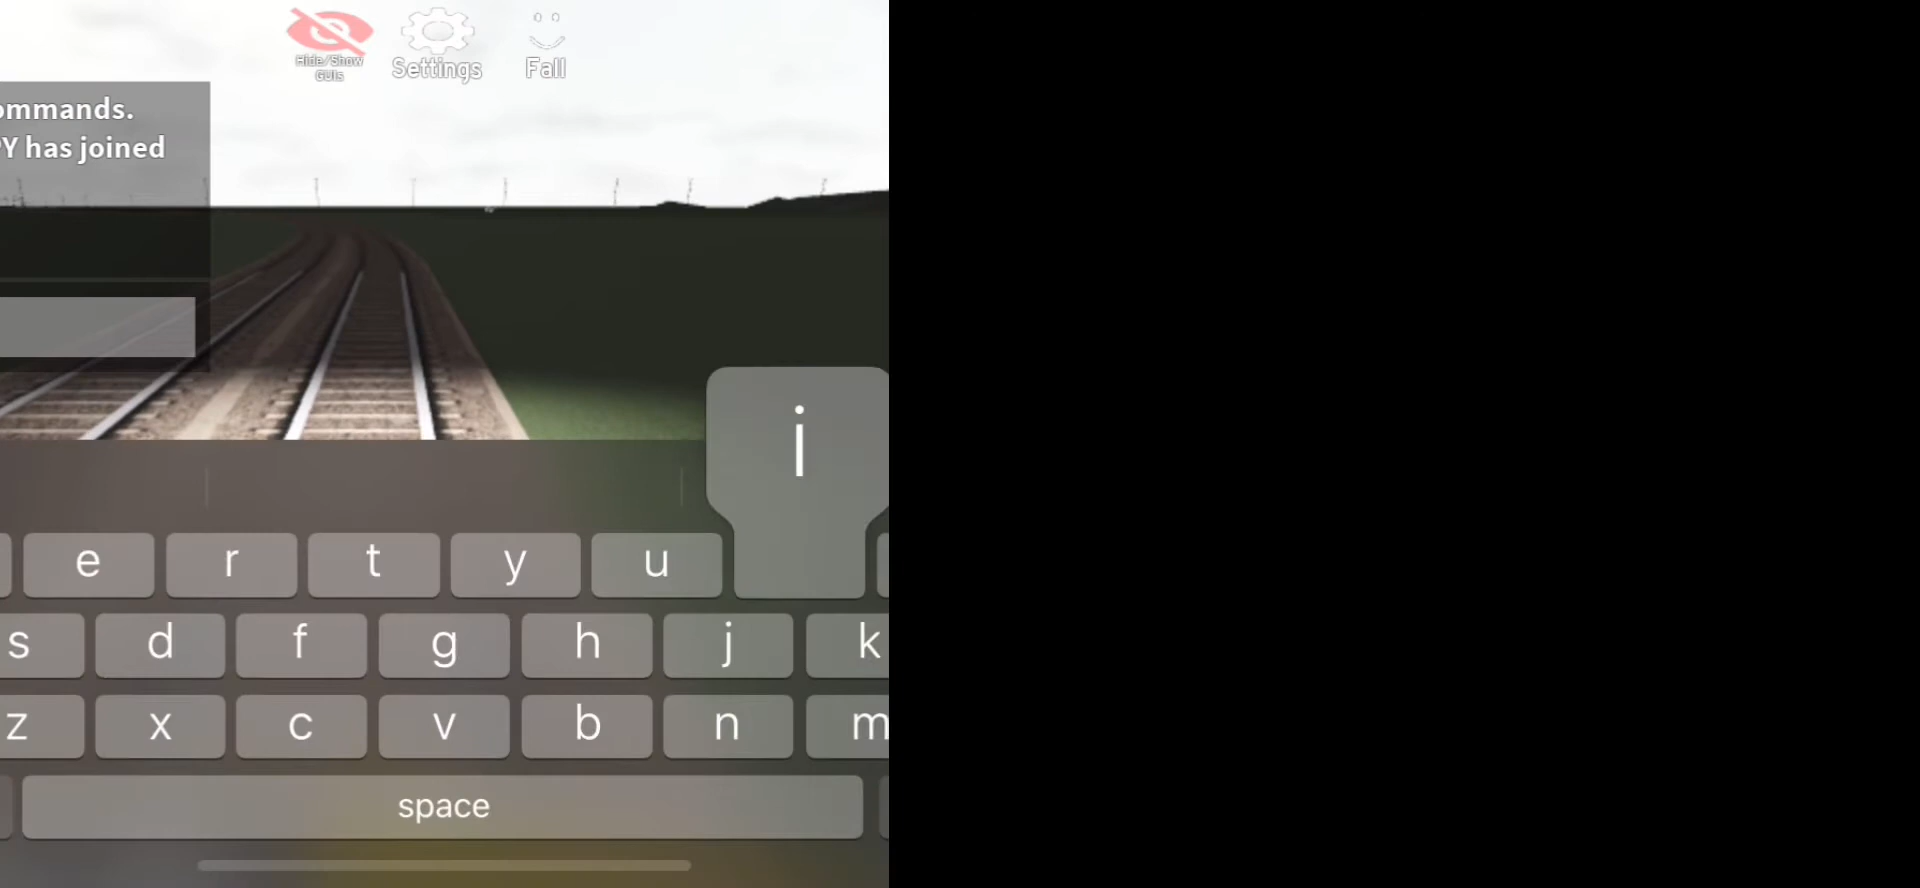 Hide/Show
GUIs
Settings
Fall
ommands.
Y has joined
i
e r t y u
s d f g h j k
z x c v b n m
space